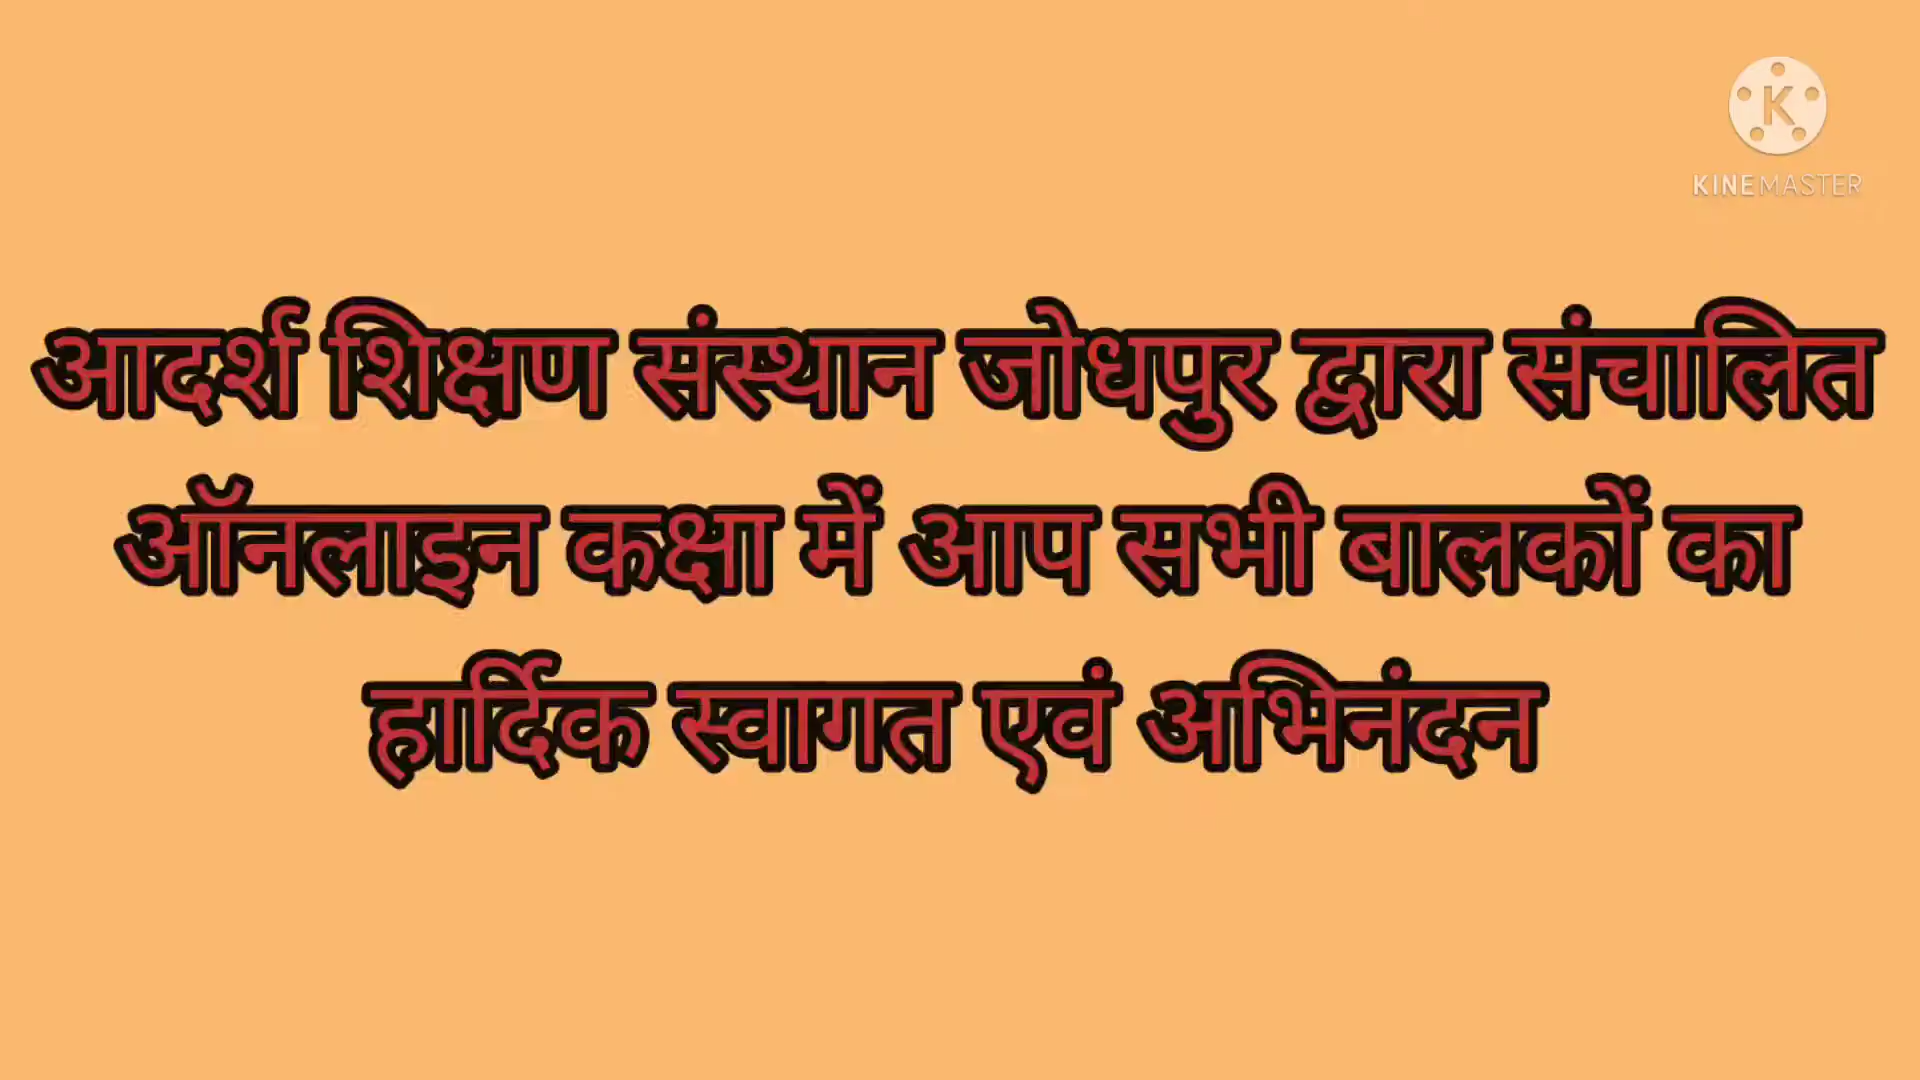 KINEMASTER
आदर्श शिक्षण संस्थान जोधपुर द्वारा संचालित
ऑनलाइन कक्षा में आप सभी बालकों का
हार्दिक स्वागत एवं अभिनंदन